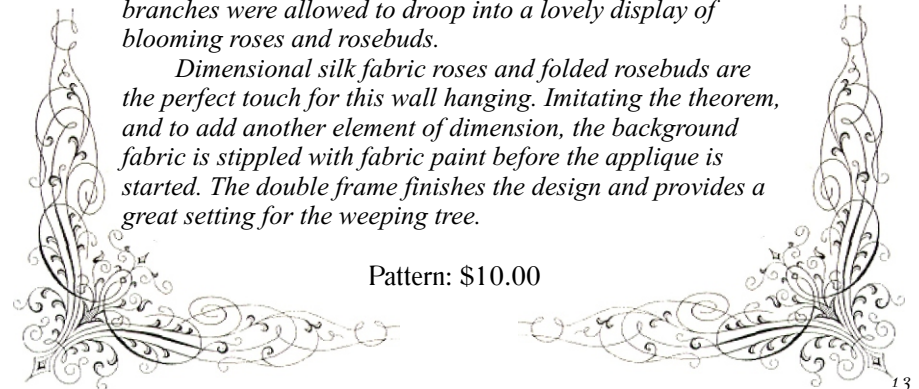 branches were allowed to droop into a lovely display of
blooming roses and rosebuds.
Dimensional silk fabric roses and folded rosebuds are
the perfect touch for this wall hanging. Imitating the theorem,
and to add another element of dimension, the background
fabric is stippled with fabric paint before the applique is
started. The double frame finishes the design and provides a
great setting for the weeping tree.
Pattern: $10.00
13